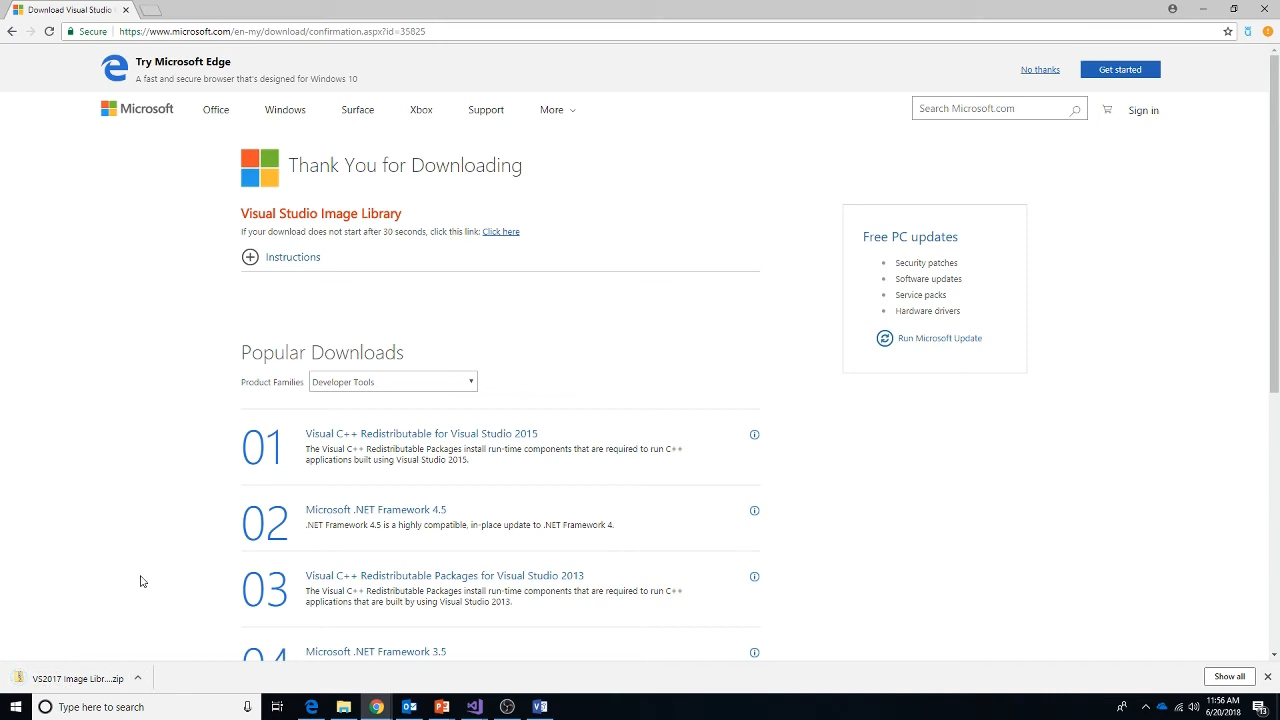 Download Visual Studio
Secure
https://www.microsoft.com/en-my/download/confirmation.aspx?id=35825
Try Microsoft Edge
A fast and secure browser that's designed for Windows 10
No thanks
Get started
Microsoft
Office
Windows
Surface
Xbox
Support
More
Search Microsoft.com
Sign in
Thank You for Downloading
Visual Studio Image Library
If your download does not start after 30 seconds, click this link: Click here
Instructions
Free PC updates
Security patches
Software updates
Service packs
Hardware drivers
Run Microsoft Update
Popular Downloads
Product Families
Developer Tools
01
Visual C++ Redistributable for Visual Studio 2015
The Visual C++ Redistributable Packages install run-time components that are required to run C++
applications built using Visual Studio 2015.
02
Microsoft .NET Framework 4.5
.NET Framework 4.5 is a highly compatible, in-place update to .NET Framework 4.
03
Visual C++ Redistributable Packages for Visual Studio 2013
The Visual C++ Redistributable Packages install run-time components that are required to run C++
applications that are built by using Visual Studio 2013.
04
Microsoft .NET Framework 3.5
VS2017 Image Libr....zip
Show all
Type here to search
11:56 AM
6/20/2018